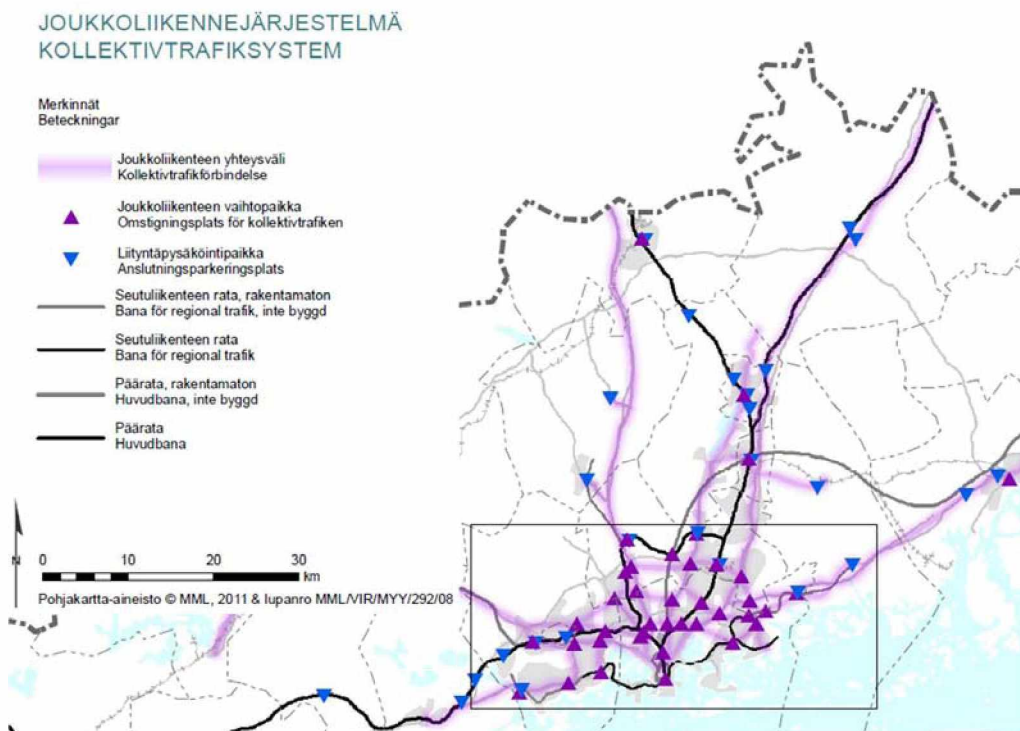 JOUKKOLIIKENNEJÄRJESTELMÄ
KOLLEKTIVTRAFIKSYSTEM
Merkinnät
Beteckningar
Joukkoliikenteen yhteysväli
Kollektivtrafikförbindelse
Joukkoliikenteen vaihtopaikka
Omstigningsplats för kollektivtrafiken
Liityntäpysäköintipaikka
Anslutningsparkeringsplats
Seutuliikenteen rata, rakentamaton
Bana för regional trafik, inte byggd
Seutuliikenteen rata
Bana för regional trafik
Päärata, rakentamaton
Huvudbana, inte byggd
Päärata
Huvudbana
N
0 10 20 30
km
Pohjakartta-aineisto © MML, 2011 & lupanro MML/VIR/MYY/292/08